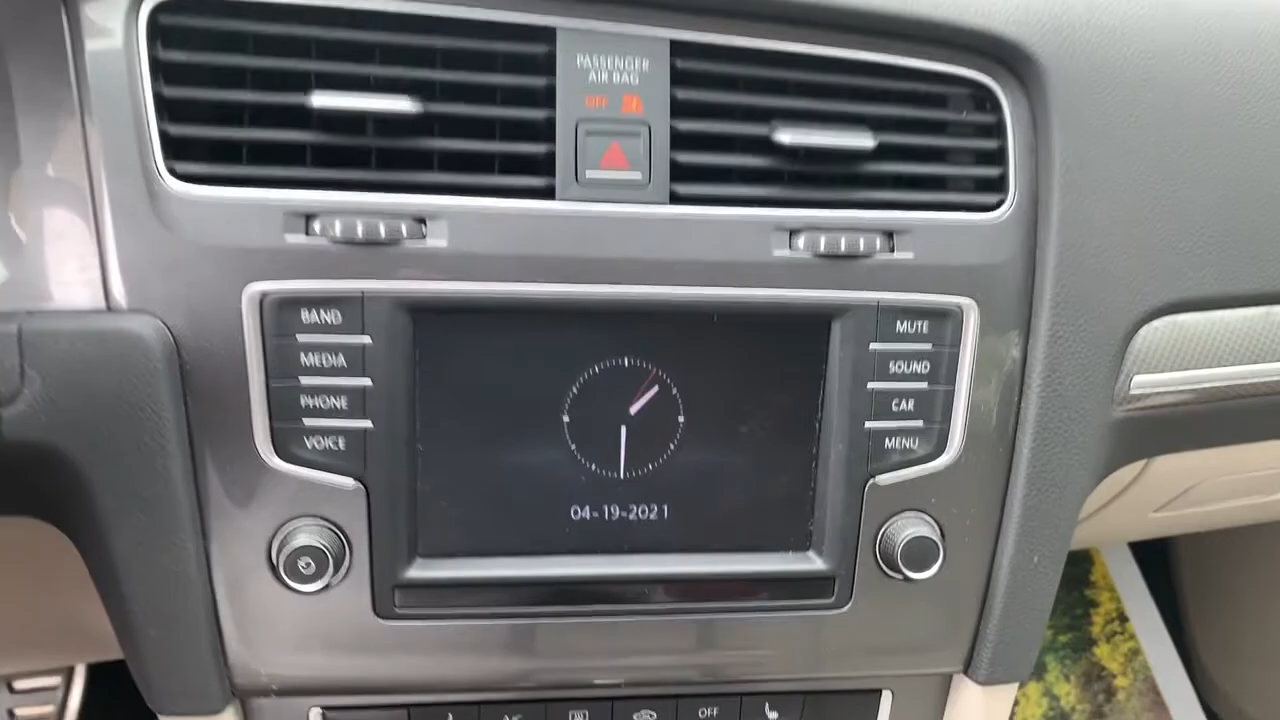 PASSENGER
AIR BAG
OFF
BAND
MEDIA
PHONE
VOICE
MUTE
SOUND
CAR
MENU
04-19-2021
OFF